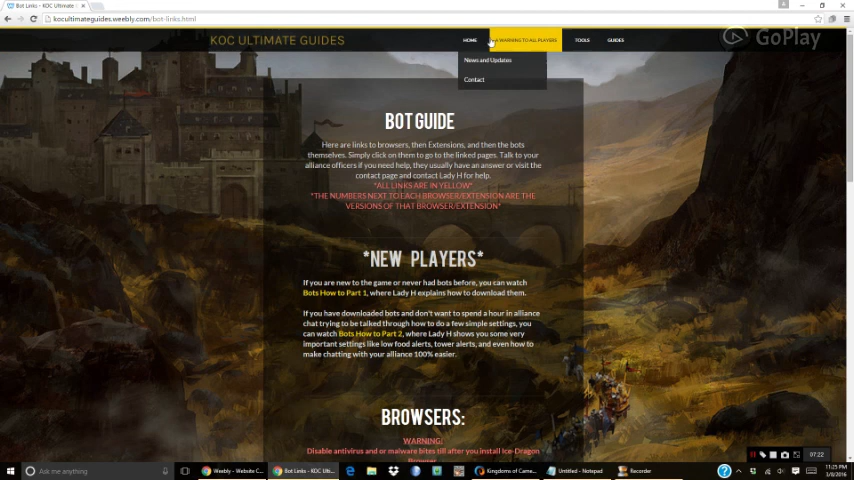 Bot Links - KOC Ultimate
kocultimateguides.weebly.com/bot-links.html
KOC ULTIMATE GUIDES
HOME
A WARNING TO ALL PLAYERS
TOOLS
GUIDES
GoPlay
News and Updates
Contact
BOT GUIDE
Here are links to browsers, then Extensions, and then the bots
themselves. Simply click on them to go to the linked pages. Talk to your
alliance officers if you need help, they usually have an answer or visit the
contact page and contact Lady H for help.
*ALL LINKS ARE IN YELLOW*
*THE NUMBERS NEXT TO EACH BROWSER/EXTENSION ARE THE
VERSIONS OF THAT BROWSER/EXTENSION*
*NEW PLAYERS*
If you are new to the game or never had bots before, you can watch
Bots How to Part 1, where Lady H explains how to download them.
If you have downloaded bots and don't want to spend a hour in alliance
chat trying to be talked through how to do a few simple settings, you
can watch Bots How to Part 2, where Lady H shows you some very
important settings like low food alerts, tower alerts, and even how to
make chatting with your alliance 100% easier.
BROWSERS:
WARNING:
Disable antivirus and or malware bites till after you install Ice-Dragon
07:22
Ask me anything
Weebly - Website C...
Bot Links - KOC Ulti...
Kingdoms of Came...
Untitled - Notepad
Recorder
11:25 PM
3/8/2016